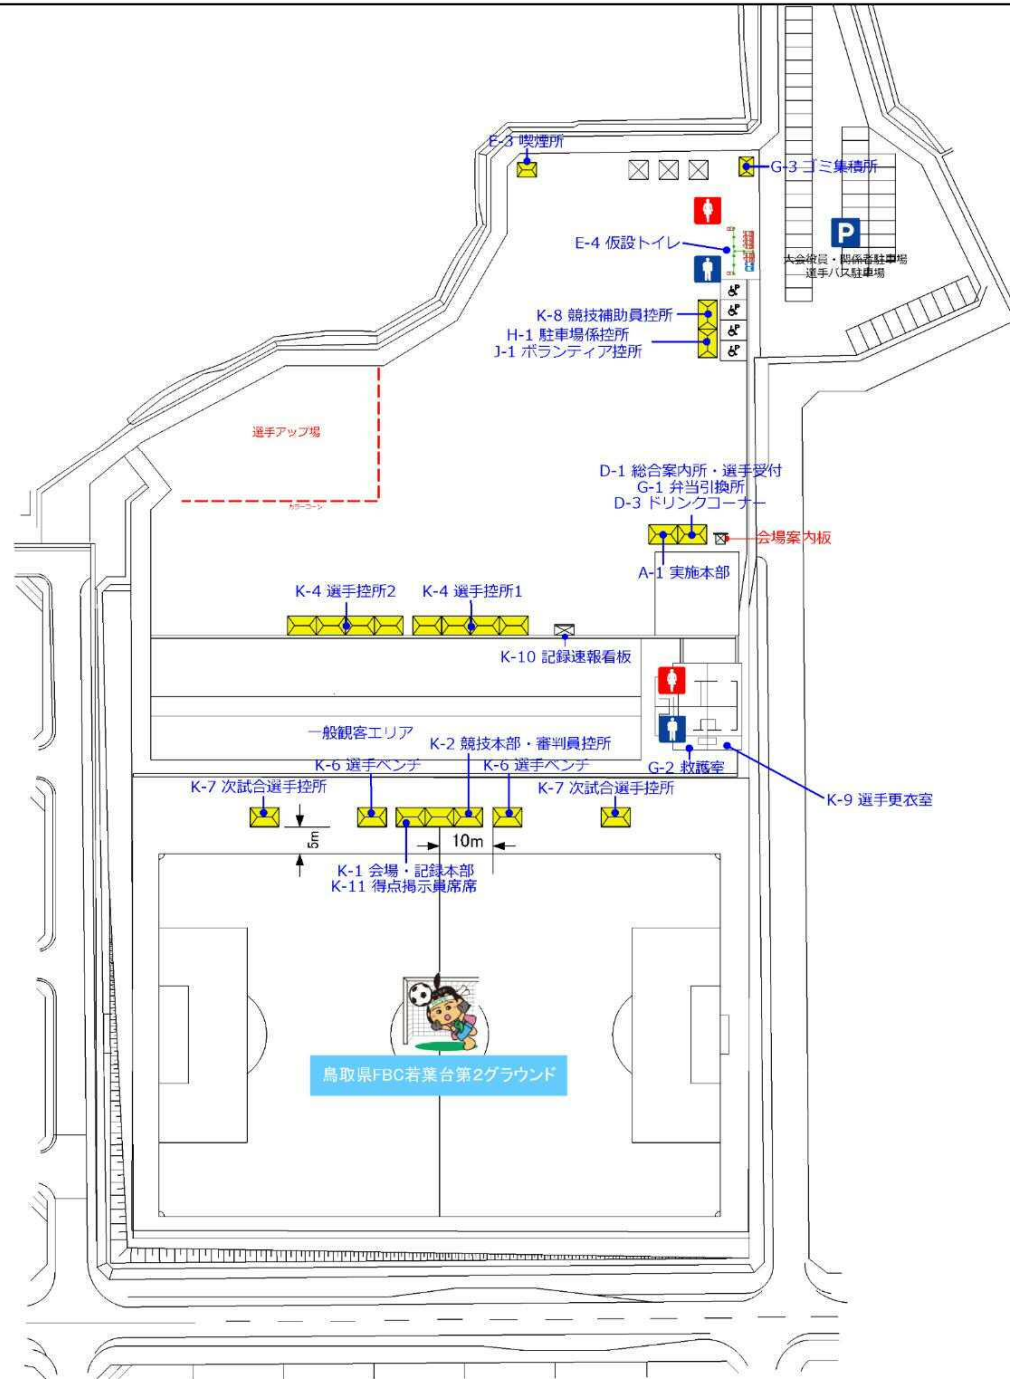 E-3 喫煙所
G-3 ゴミ集積所
E-4 仮設トイレ
P
大会役員・関係者駐車場
選手バス駐車場
K-8 競技補助員控所
H-1 駐車場係控所
J-1 ボランティア控所
選手アップ場
カラーコーン
D-1 総合案内所・選手受付
G-1 弁当引換所
D-3 ドリンクコーナー
会場案内板
A-1 実施本部
K-4 選手控所2
K-4 選手控所1
K-10 記録速報看板
一般観客エリア
K-2 競技本部・審判員控所
K-6 選手ベンチ
K-6 選手ベンチ
G-2 救護室
K-7 次試合選手控所
K-7 次試合選手控所
K-9 選手更衣室
5m
10m
K-1 会場・記録本部
K-11 得点掲示員席席
鳥取県FBC若葉台第2グラウンド